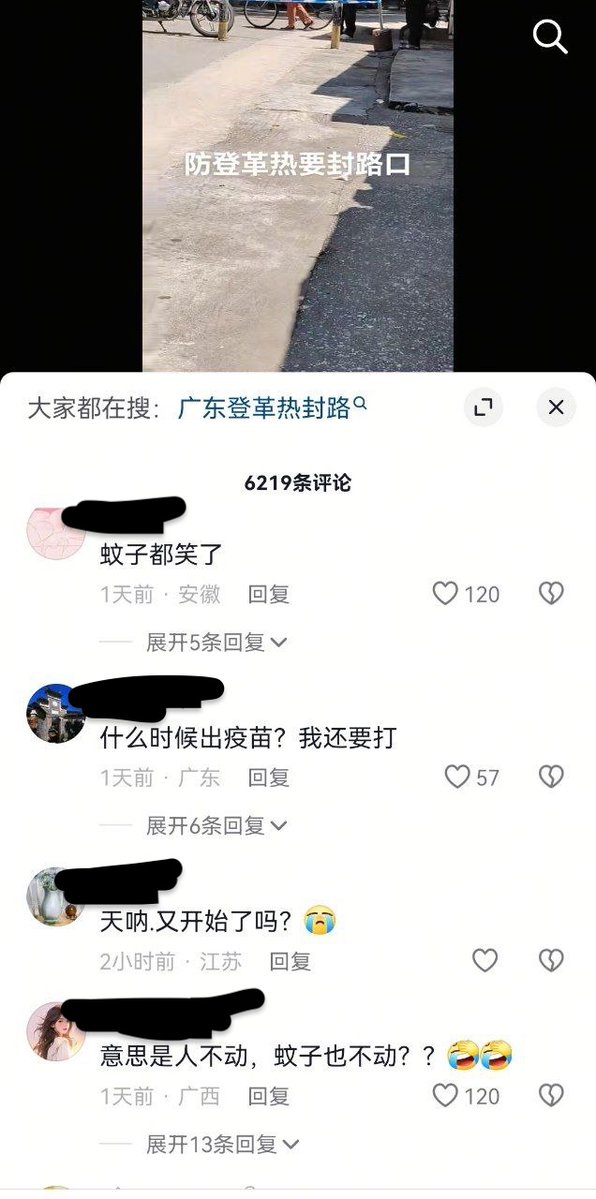 防登革热要封路口
大家都在搜：广东登革热封路
6219条评论
蚊子都笑了
1天前 · 安徽 回复
120
展开5条回复
什么时候出疫苗？我还要打
1天前 · 广东 回复
57
展开6条回复
天呐.又开始了吗？😭
2小时前 · 江苏 回复
意思是人不动，蚊子也不动？？🤣🤣
1天前 · 广西 回复
120
展开13条回复